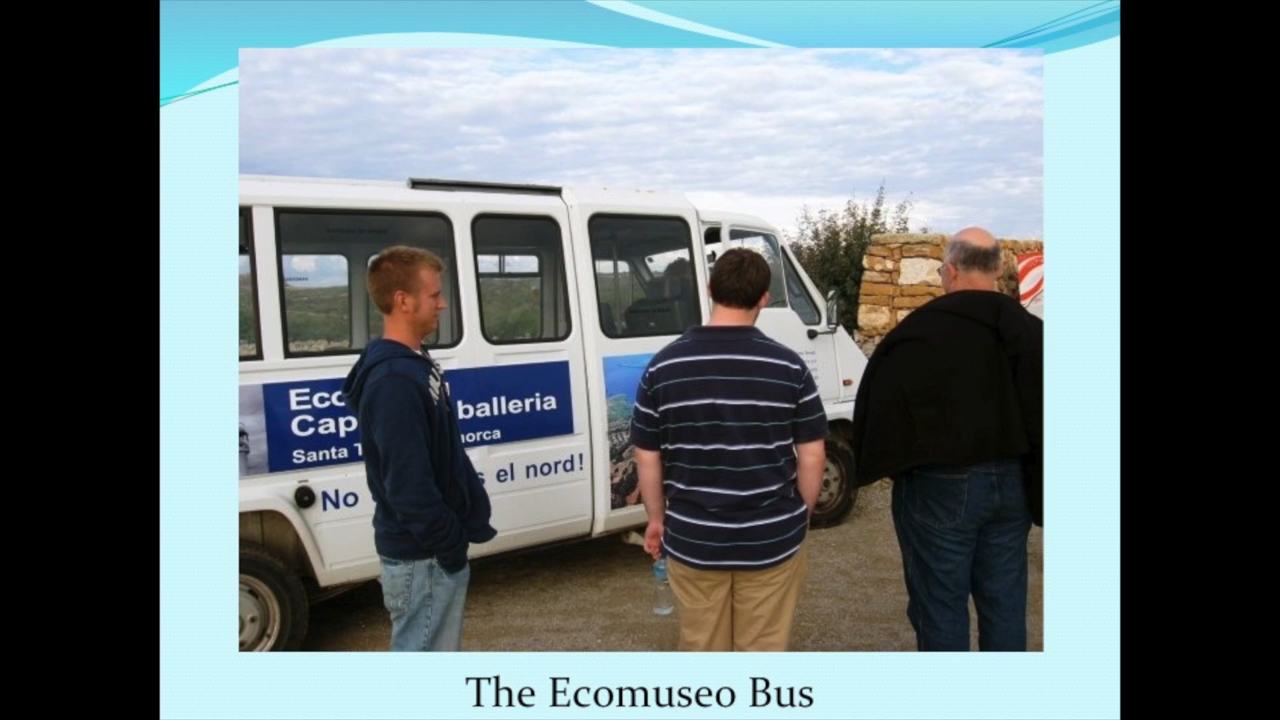 Eco balleria
Cap
Santa T norca
No s el nord!
The Ecomuseo Bus